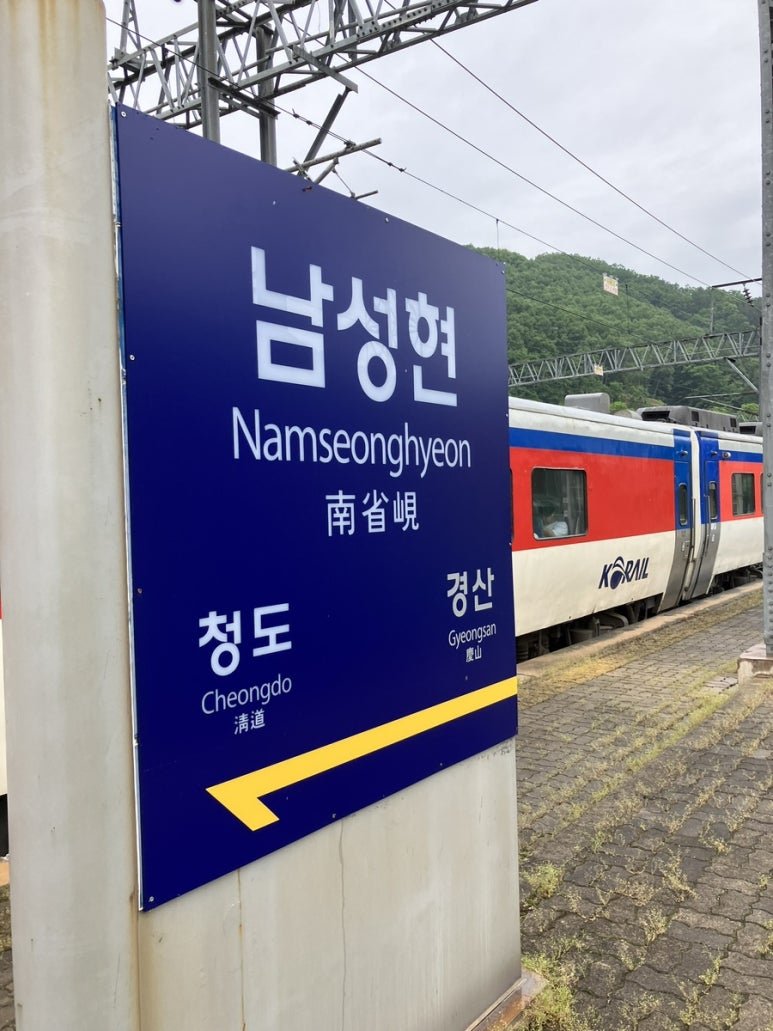 남성현
Namseonghyeon
南省峴
청도
Cheongdo
淸道
경산
Gyeongsan
慶山
KORAIL